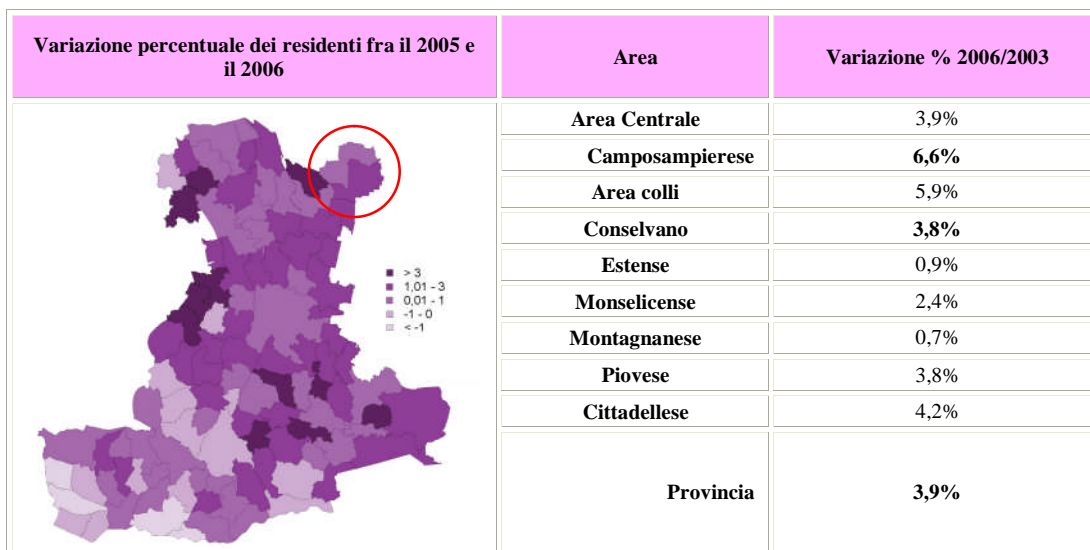 Variazione percentuale dei residenti fra il 2005 e
il 2006
Area
Variazione % 2006/2003
> 3
1,01 - 3
0,01 - 1
-1 - 0
< -1
Area Centrale 3,9%
Camposampierese 6,6%
Area colli 5,9%
Conselvano 3,8%
Estense 0,9%
Monselicense 2,4%
Montagnanese 0,7%
Piovese 3,8%
Cittadellese 4,2%
Provincia 3,9%